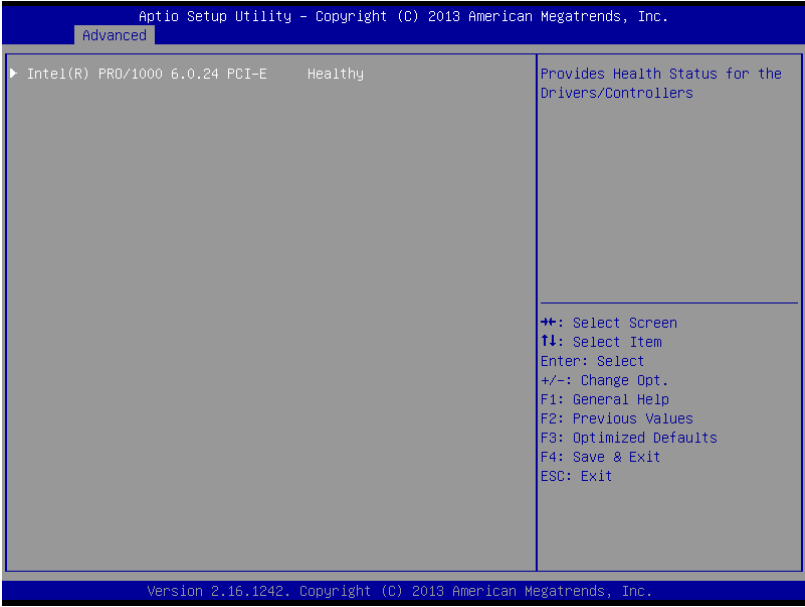 Aptio Setup Utility – Copyright (C) 2013 American Megatrends, Inc.
Advanced
Intel(R) PRO/1000 6.0.24 PCI-E Healthy
Provides Health Status for the
Drivers/Controllers
→←: Select Screen
↑↓: Select Item
Enter: Select
+/-: Change Opt.
F1: General Help
F2: Previous Values
F3: Optimized Defaults
F4: Save & Exit
ESC: Exit
Version 2.16.1242. Copyright (C) 2013 American Megatrends, Inc.